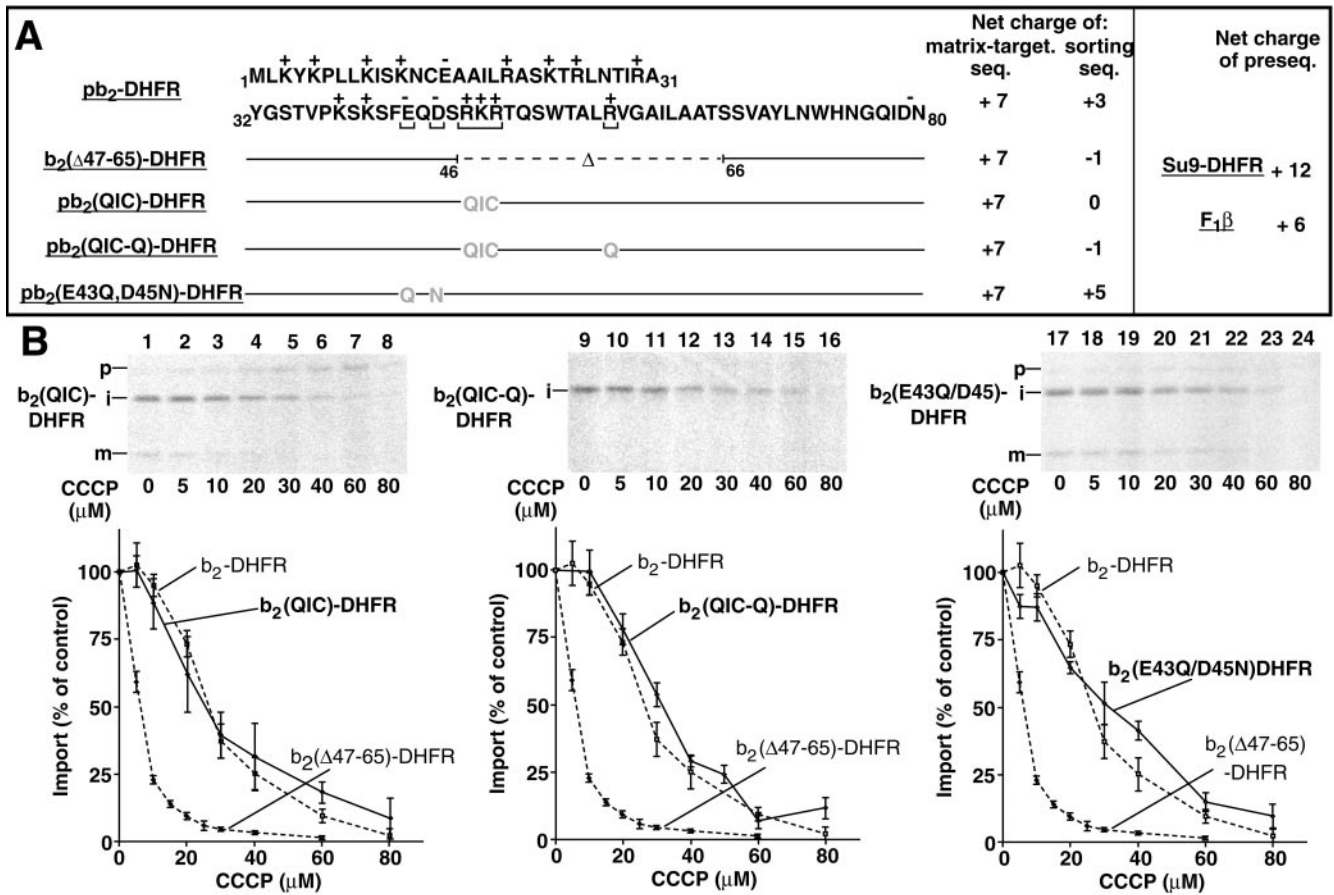 A
Net charge of:
matrix-target. sorting
seq. seq.
Net charge
of preseq.
pb2-DHFR
+ + + + - + + + +
1MLKYKPLLKISKNCEAAILRASKTRLNTIRA31
+ + - - +++ + -
32YGSTVPKSKSFEQDSRKRTQSWTALRVGAILAATSSVAYLNWHNGQIDN80
+ 7 +3
b2(Δ47-65)-DHFR
46 Δ 66
+ 7 -1
pb2(QIC)-DHFR
QIC
+7 0
pb2(QIC-Q)-DHFR
QIC Q
+7 -1
pb2(E43Q,D45N)-DHFR
Q N
+7 +5
Su9-DHFR + 12
F1β + 6
B
1 2 3 4 5 6 7 8
p
b2(QIC)-
DHFR
i
m
CCCP 0 5 10 20 30 40 60 80
(μM)
9 10 11 12 13 14 15 16
b2(QIC-Q)-
DHFR
i
CCCP 0 5 10 20 30 40 60 80
(μM)
17 18 19 20 21 22 23 24
p
b2(E43Q/D45)-
DHFR
i
m
CCCP 0 5 10 20 30 40 60 80
(μM)
Import (% of control)
100
75
50
25
0
b2-DHFR
b2(QIC)-DHFR
b2(Δ47-65)-DHFR
0 20 40 60 80
CCCP (μM)
Import (% of control)
100
75
50
25
0
b2-DHFR
b2(QIC-Q)-DHFR
b2(Δ47-65)-DHFR
0 20 40 60 80
CCCP (μM)
Import (% of control)
100
75
50
25
0
b2-DHFR
b2(E43Q/D45N)DHFR
b2(Δ47-65)
-DHFR
0 20 40 60 80
CCCP (μM)